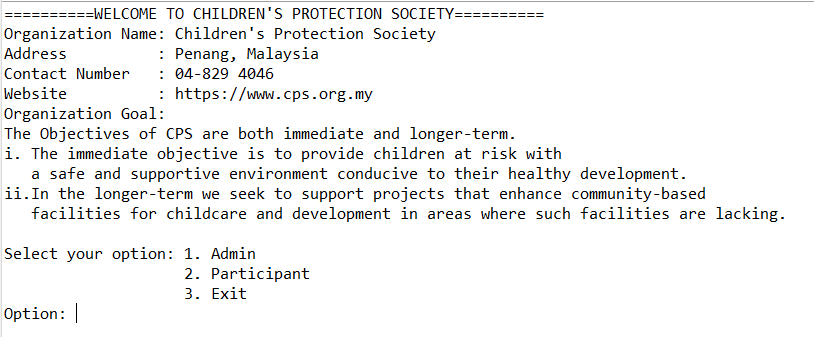 ==========WELCOME TO CHILDREN'S PROTECTION SOCIETY==========
Organization Name: Children's Protection Society
Address          : Penang, Malaysia
Contact Number   : 04-829 4046
Website          : https://www.cps.org.my
Organization Goal:
The Objectives of CPS are both immediate and longer-term.
i. The immediate objective is to provide children at risk with
   a safe and supportive environment conducive to their healthy development.
ii.In the longer-term we seek to support projects that enhance community-based
   facilities for childcare and development in areas where such facilities are lacking.

Select your option: 1. Admin
                    2. Participant
                    3. Exit
Option: